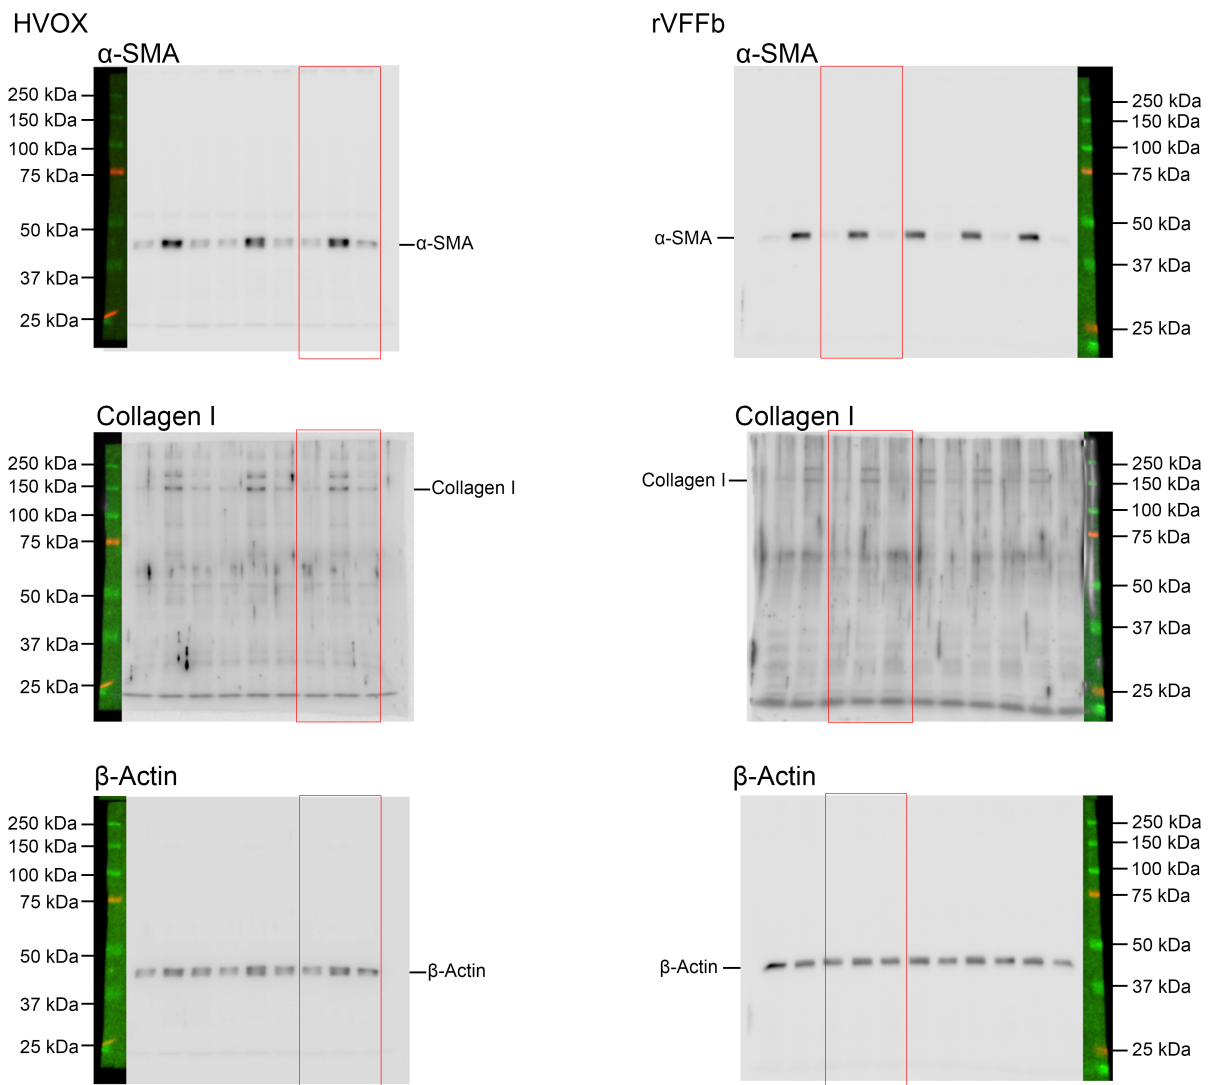 HVOX
α-SMA
250 kDa
150 kDa
100 kDa
75 kDa
50 kDa
37 kDa
25 kDa
α-SMA
rVFFb
α-SMA
α-SMA
250 kDa
150 kDa
100 kDa
75 kDa
50 kDa
37 kDa
25 kDa
Collagen I
250 kDa
150 kDa
100 kDa
75 kDa
50 kDa
37 kDa
25 kDa
Collagen I
Collagen I
Collagen I
250 kDa
150 kDa
100 kDa
75 kDa
50 kDa
37 kDa
25 kDa
β-Actin
250 kDa
150 kDa
100 kDa
75 kDa
50 kDa
37 kDa
25 kDa
β-Actin
β-Actin
β-Actin
250 kDa
150 kDa
100 kDa
75 kDa
50 kDa
37 kDa
25 kDa